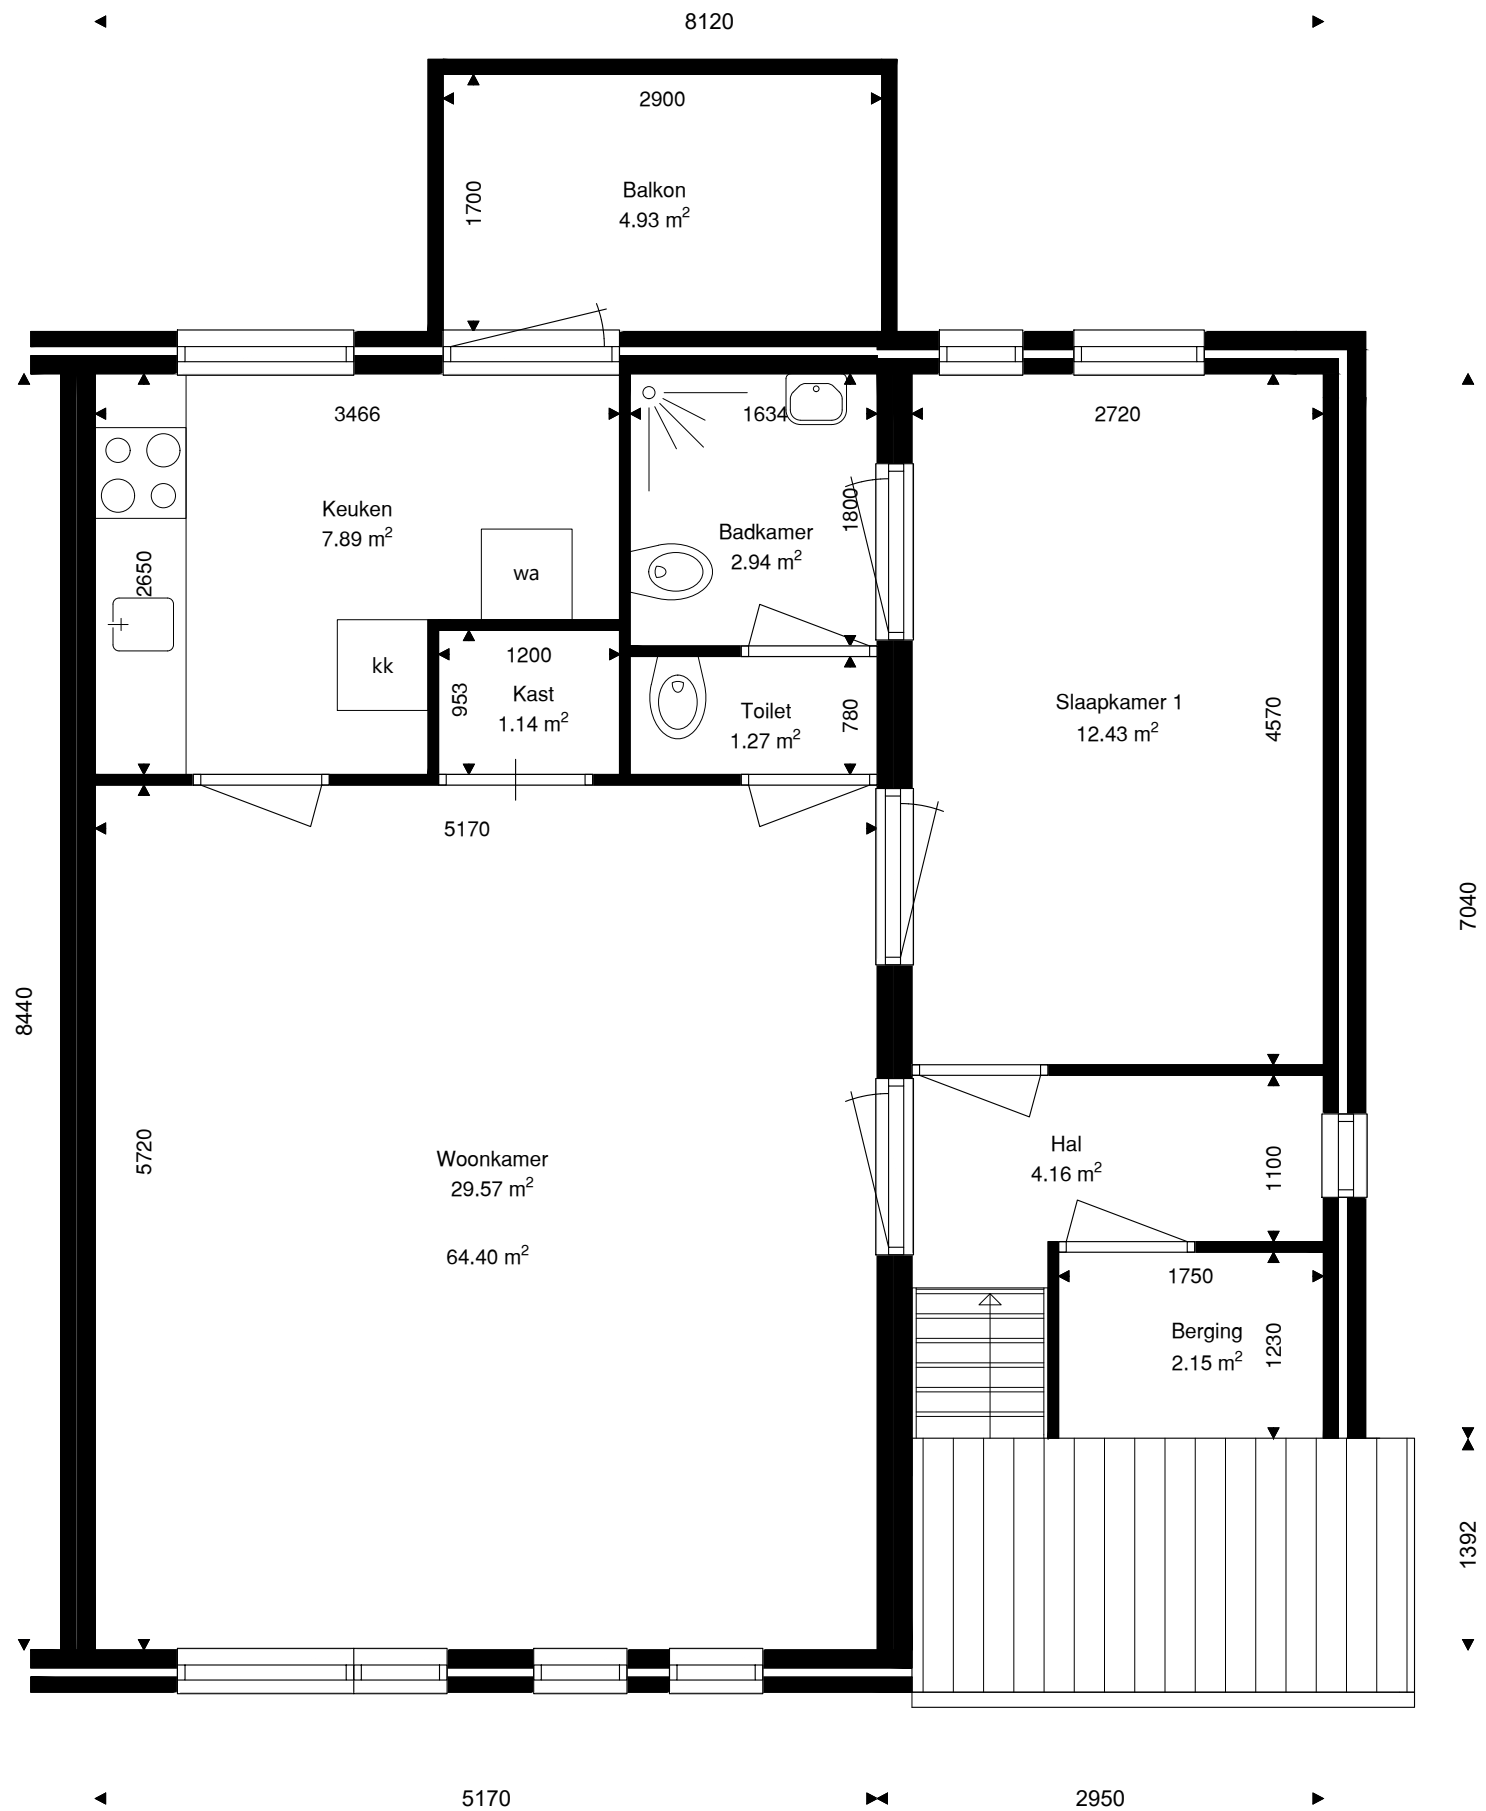 8120
2900
1700
Balkon
4.93 m²
3466
1634
2720
Keuken
7.89 m²
1800
Badkamer
2.94 m²
2650
wa
kk
1200
953
Kast
1.14 m²
Toilet
1.27 m²
780
Slaapkamer 1
12.43 m²
4570
5170
7040
8440
5720
Woonkamer
29.57 m²
64.40 m²
Hal
4.16 m²
1100
1750
Berging
2.15 m²
1230
1392
5170
2950